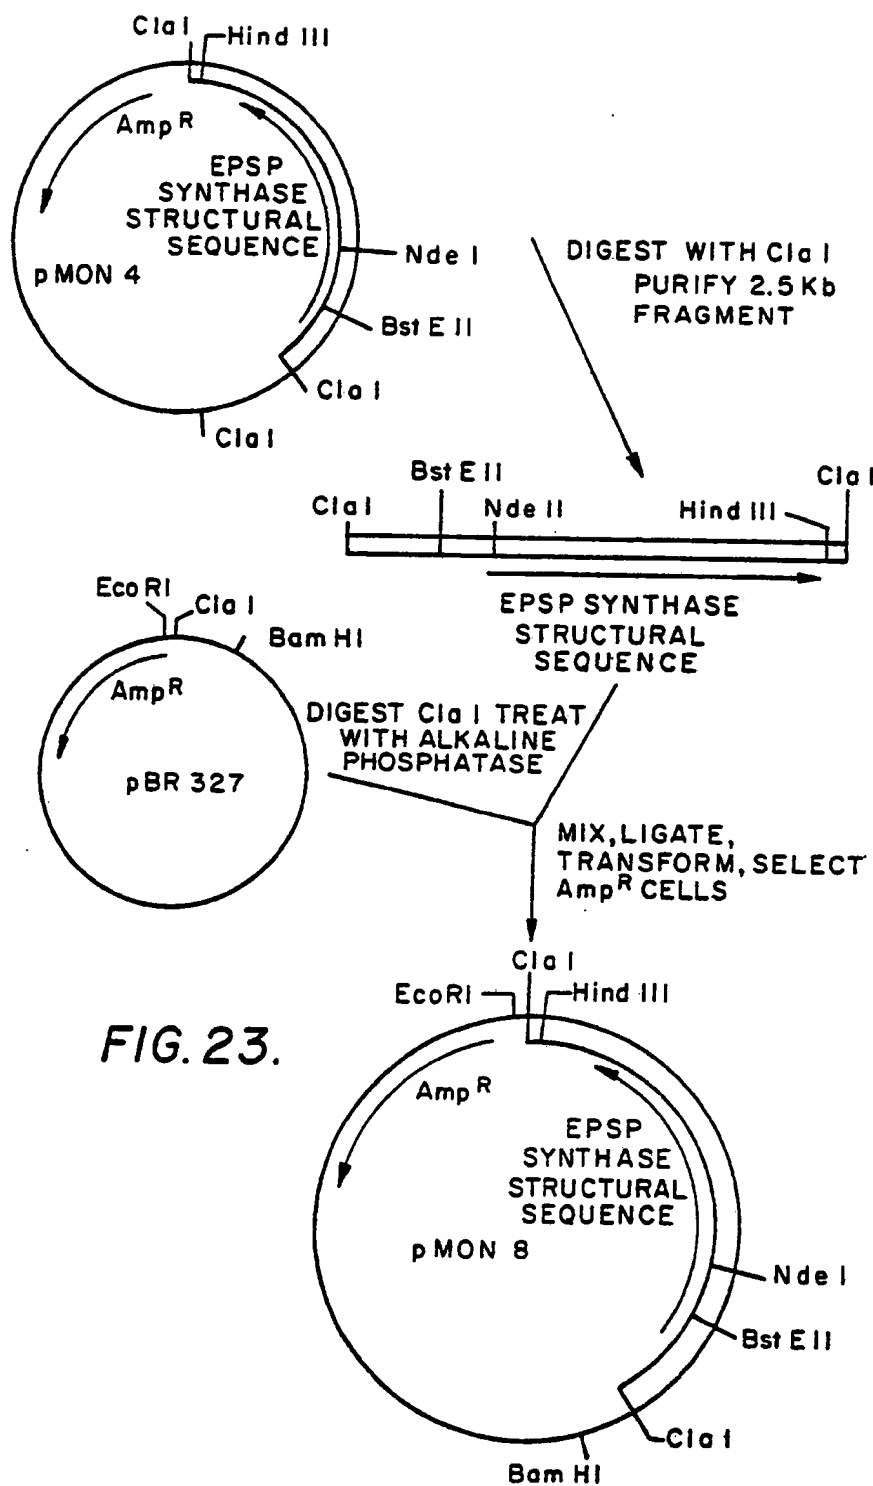 Cla I
Hind III
Amp R
EPSP
SYNTHASE
STRUCTURAL
SEQUENCE
Nde I
pMON 4
Bst E II
Cla I
Cla I
DIGEST WITH Cla I
PURIFY 2.5 Kb
FRAGMENT
Bst E II
Cla I
Cla I
Nde II
Hind III
EPSP SYNTHASE
STRUCTURAL
SEQUENCE
Eco RI
Cla I
Bam HI
Amp R
pBR 327
DIGEST Cla I TREAT
WITH ALKALINE
PHOSPHATASE
MIX, LIGATE,
TRANSFORM, SELECT
Amp R CELLS
Cla I
EcoRI
Hind III
FIG. 23.
Amp R
EPSP
SYNTHASE
STRUCTURAL
SEQUENCE
pMON 8
Nde I
Bst E II
Cla I
Bam HI